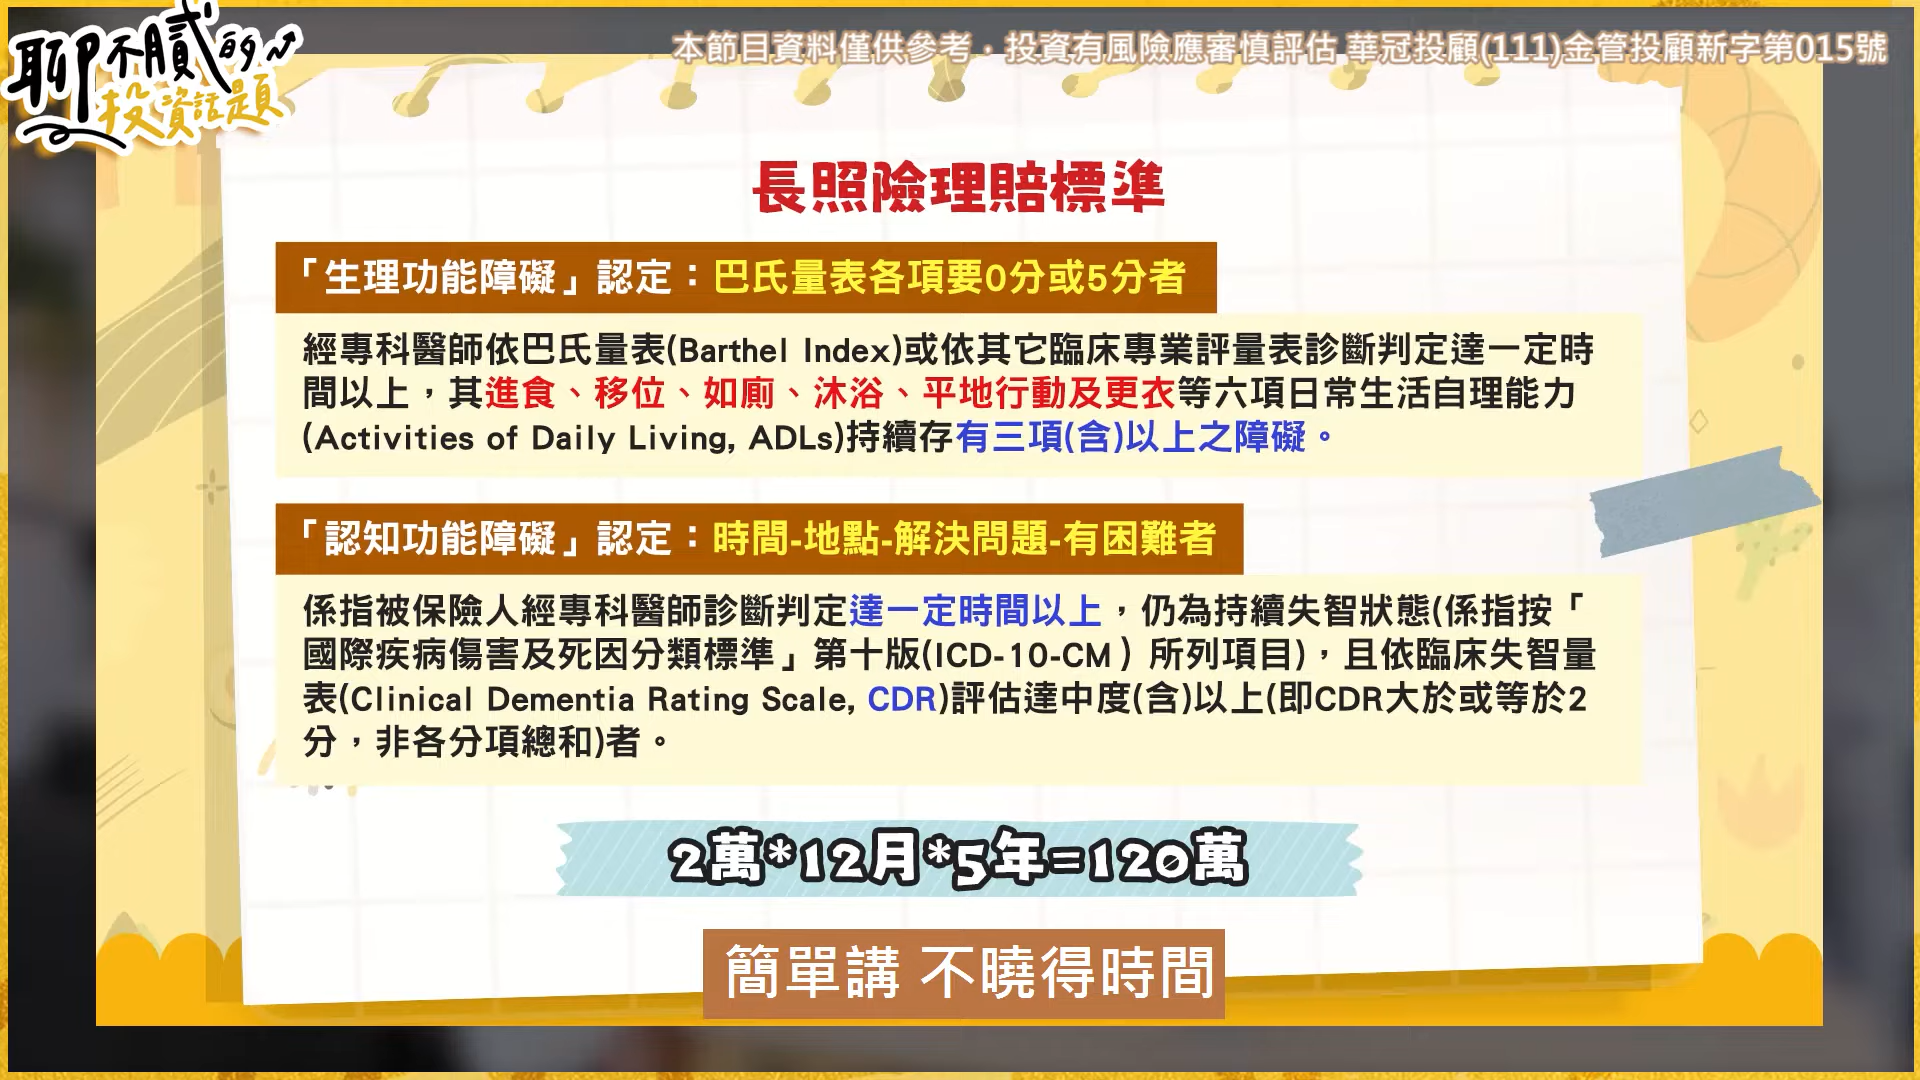 聊不膩的
投資話題
本節目資料僅供參考．投資有風險應審慎評估 華冠投顧(111)金管投顧新字第015號
長照險理賠標準
「生理功能障礙」認定：巴氏量表各項要0分或5分者
經專科醫師依巴氏量表(Barthel Index)或依其它臨床專業評量表診斷判定達一定時
間以上，其進食、移位、如廁、沐浴、平地行動及更衣等六項日常生活自理能力
(Activities of Daily Living, ADLs)持續存有三項(含)以上之障礙。
「認知功能障礙」認定：時間-地點-解決問題-有困難者
係指被保險人經專科醫師診斷判定達一定時間以上，仍為持續失智狀態(係指按「
國際疾病傷害及死因分類標準」第十版(ICD-10-CM）所列項目)，且依臨床失智量
表(Clinical Dementia Rating Scale, CDR)評估達中度(含)以上(即CDR大於或等於2
分，非各分項總和)者。
2萬*12月*5年=120萬
簡單講 不曉得時間